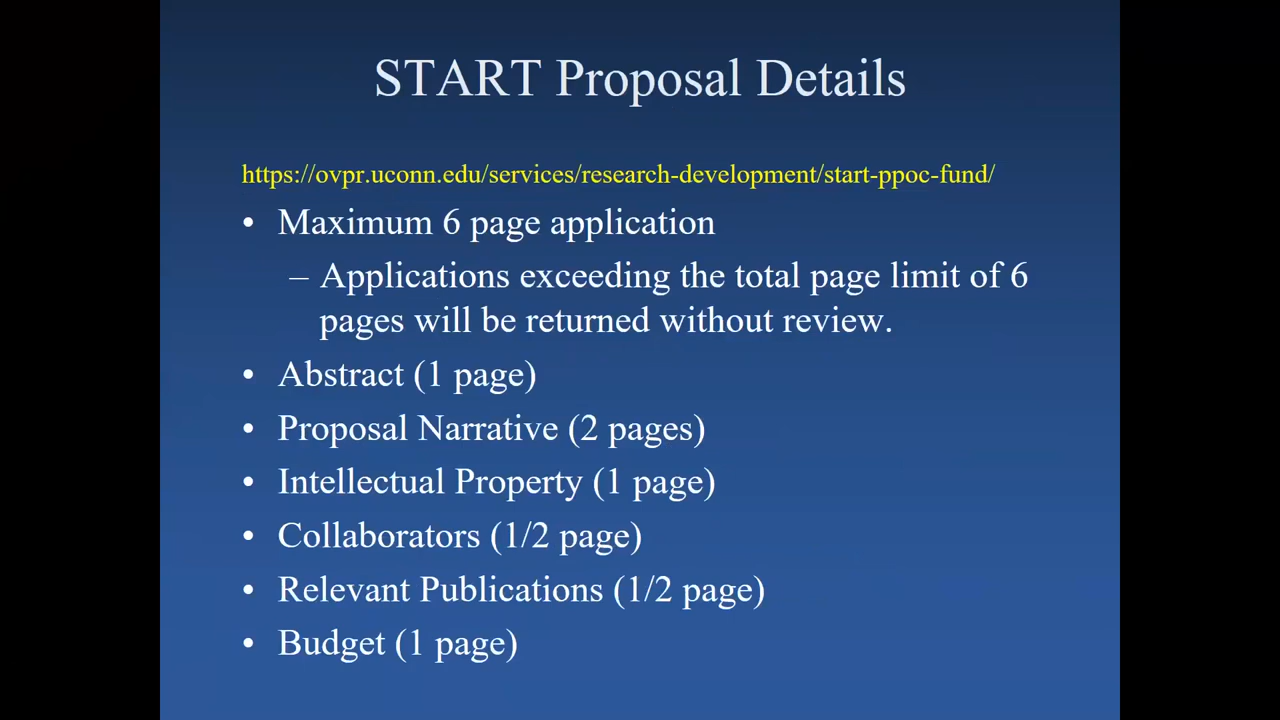 START Proposal Details
https://ovpr.uconn.edu/services/research-development/start-ppoc-fund/
• Maximum 6 page application
– Applications exceeding the total page limit of 6
pages will be returned without review.
• Abstract (1 page)
• Proposal Narrative (2 pages)
• Intellectual Property (1 page)
• Collaborators (1/2 page)
• Relevant Publications (1/2 page)
• Budget (1 page)